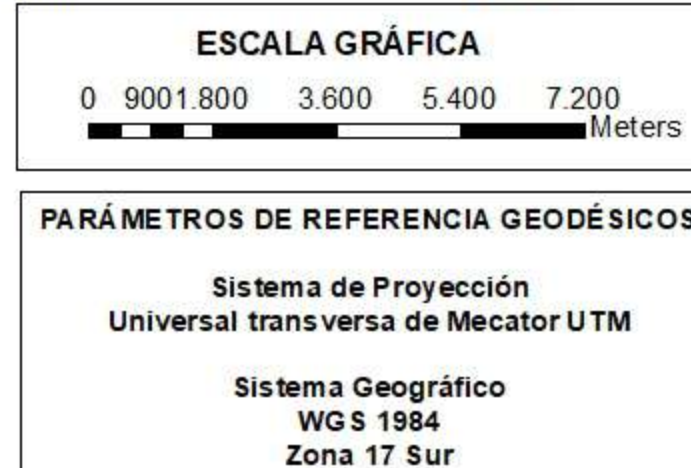 ESCALA GRÁFICA
0 9001.800 3.600 5.400 7.200
Meters
PARÁMETROS DE REFERENCIA GEODÉSICOS
Sistema de Proyección
Universal transversa de Mecator UTM
Sistema Geográfico
WGS 1984
Zona 17 Sur